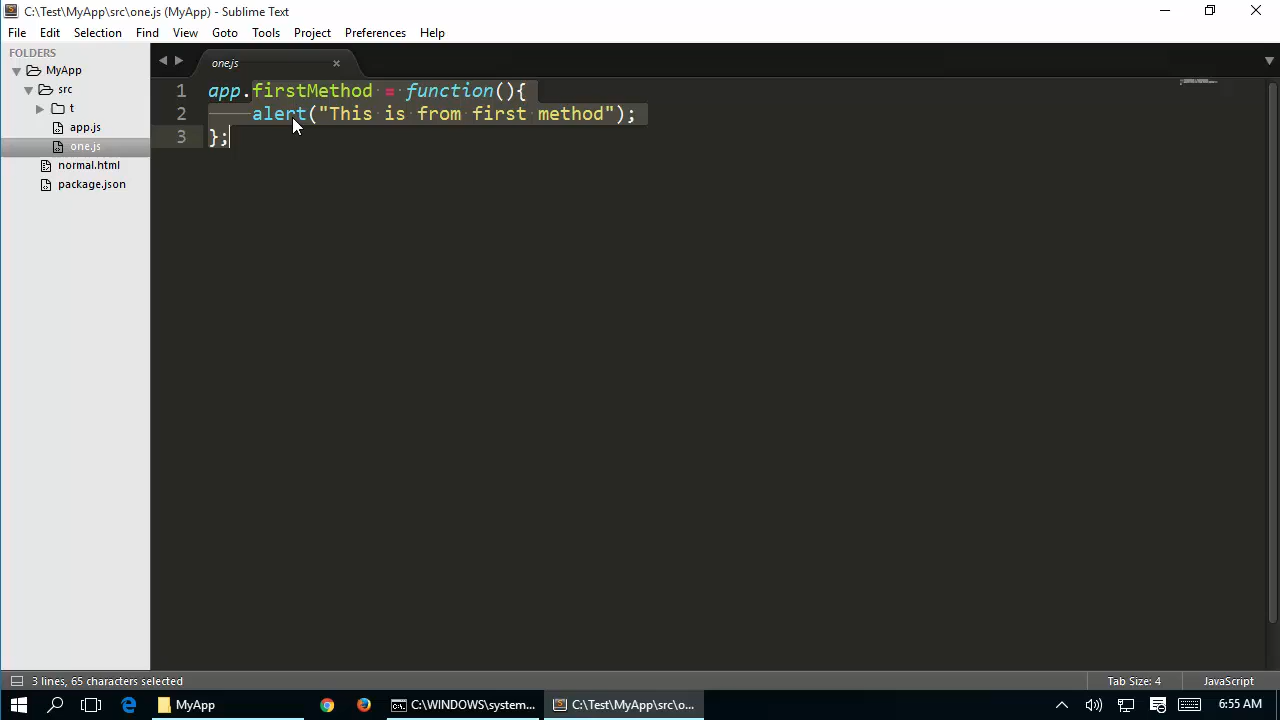 C:\Test\MyApp\src\one.js (MyApp) - Sublime Text
File Edit Selection Find View Goto Tools Project Preferences Help
FOLDERS
MyApp
src
t
app.js
one.js
normal.html
package.json
one.js
1 app.firstMethod = function(){
2 alert("This is from first method");
3 };
3 lines, 65 characters selected
Tab Size: 4
JavaScript
MyApp
C:\WINDOWS\system...
C:\Test\MyApp\src\o...
6:55 AM